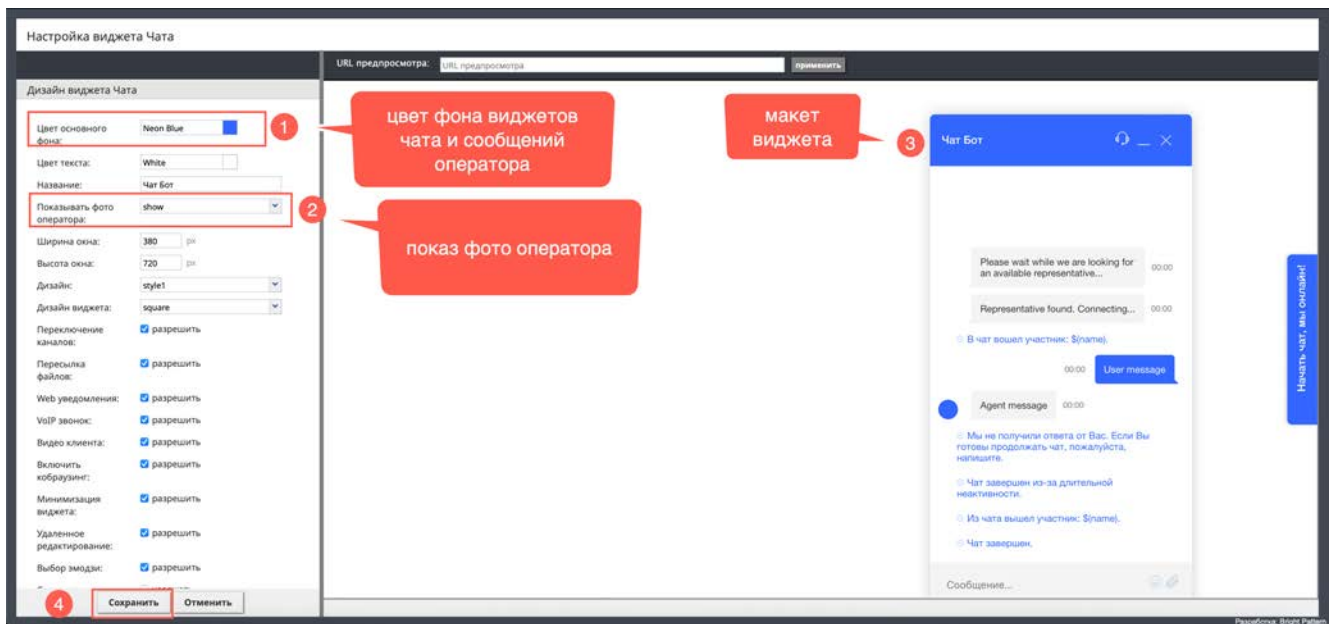 Настройка виджета Чата
URL предпросмотра:
URL предпросмотра
применить
Дизайн виджета Чата
Цвет основного
фона:
Neon Blue
1
Цвет текста:
White
Название:
Чат Бот
Показывать фото
оператора:
show
2
Ширина окна:
380
px
Высота окна:
720
px
Дизайн:
style1
Дизайн виджета:
square
Переключение
каналов:
разрешить
Пересылка
файлов:
разрешить
Web уведомления:
разрешить
VoIP звонок:
разрешить
Видео клиента:
разрешить
Включить
кобраузинг:
разрешить
Минимизация
виджета:
разрешить
Удаленное
редактирование:
разрешить
Выбор эмодзи:
разрешить
4
Сохранить
Отменить
цвет фона виджетов
чата и сообщений
оператора
показ фото оператора
макет
виджета
3
Чат Бот
Please wait while we are looking for
an available representative...
00:00
Representative found. Connecting...
00:00
В чат вошел участник: $(name).
00:00
User message
Agent message
00:00
Мы не получили ответа от Вас. Если Вы
готовы продолжать чат, пожалуйста,
напишите.
Чат завершен из-за длительной
неактивности.
Из чата вышел участник: $(name).
Чат завершен.
Сообщение...
Начать чат, мы онлайн!
Разработка: Bright Pattern